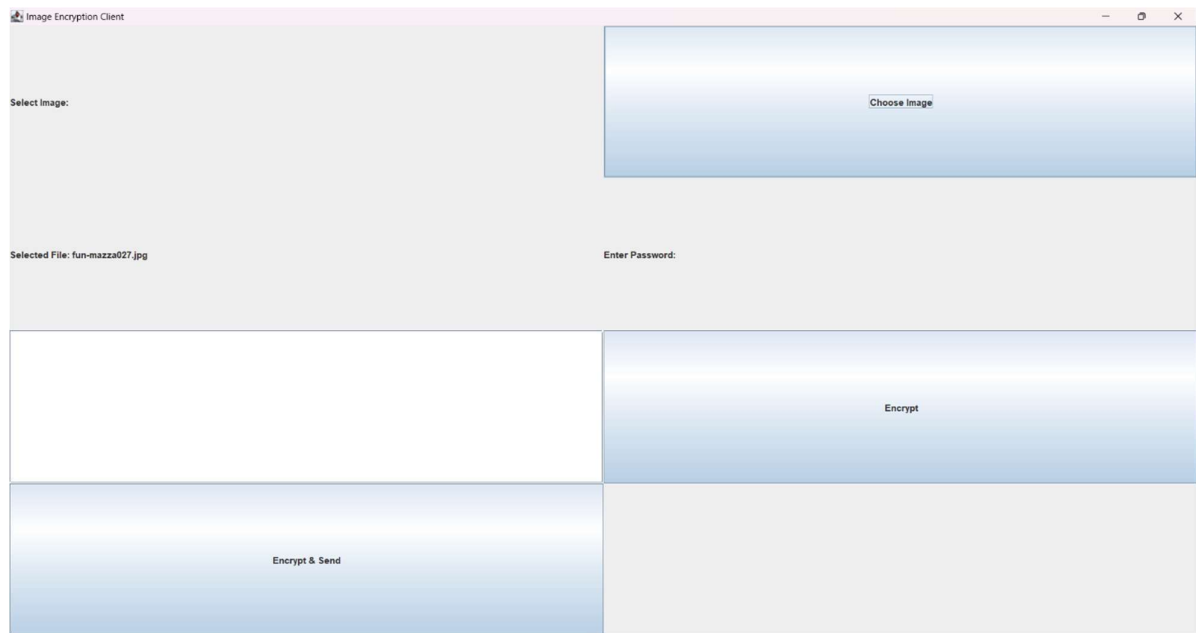 Image Encryption Client
Select Image:
Choose Image
Selected File: fun-mazza027.jpg
Enter Password:
Encrypt
Encrypt & Send